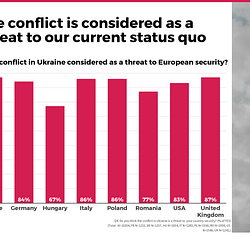 e conflict is considered as a
eat to our current status quo
conflict in Ukraine considered as a threat to European security?
84% 67% 86% 86% 77% 83% 87%
e Germany Hungary Italy Poland Romania USA United
Kingdom